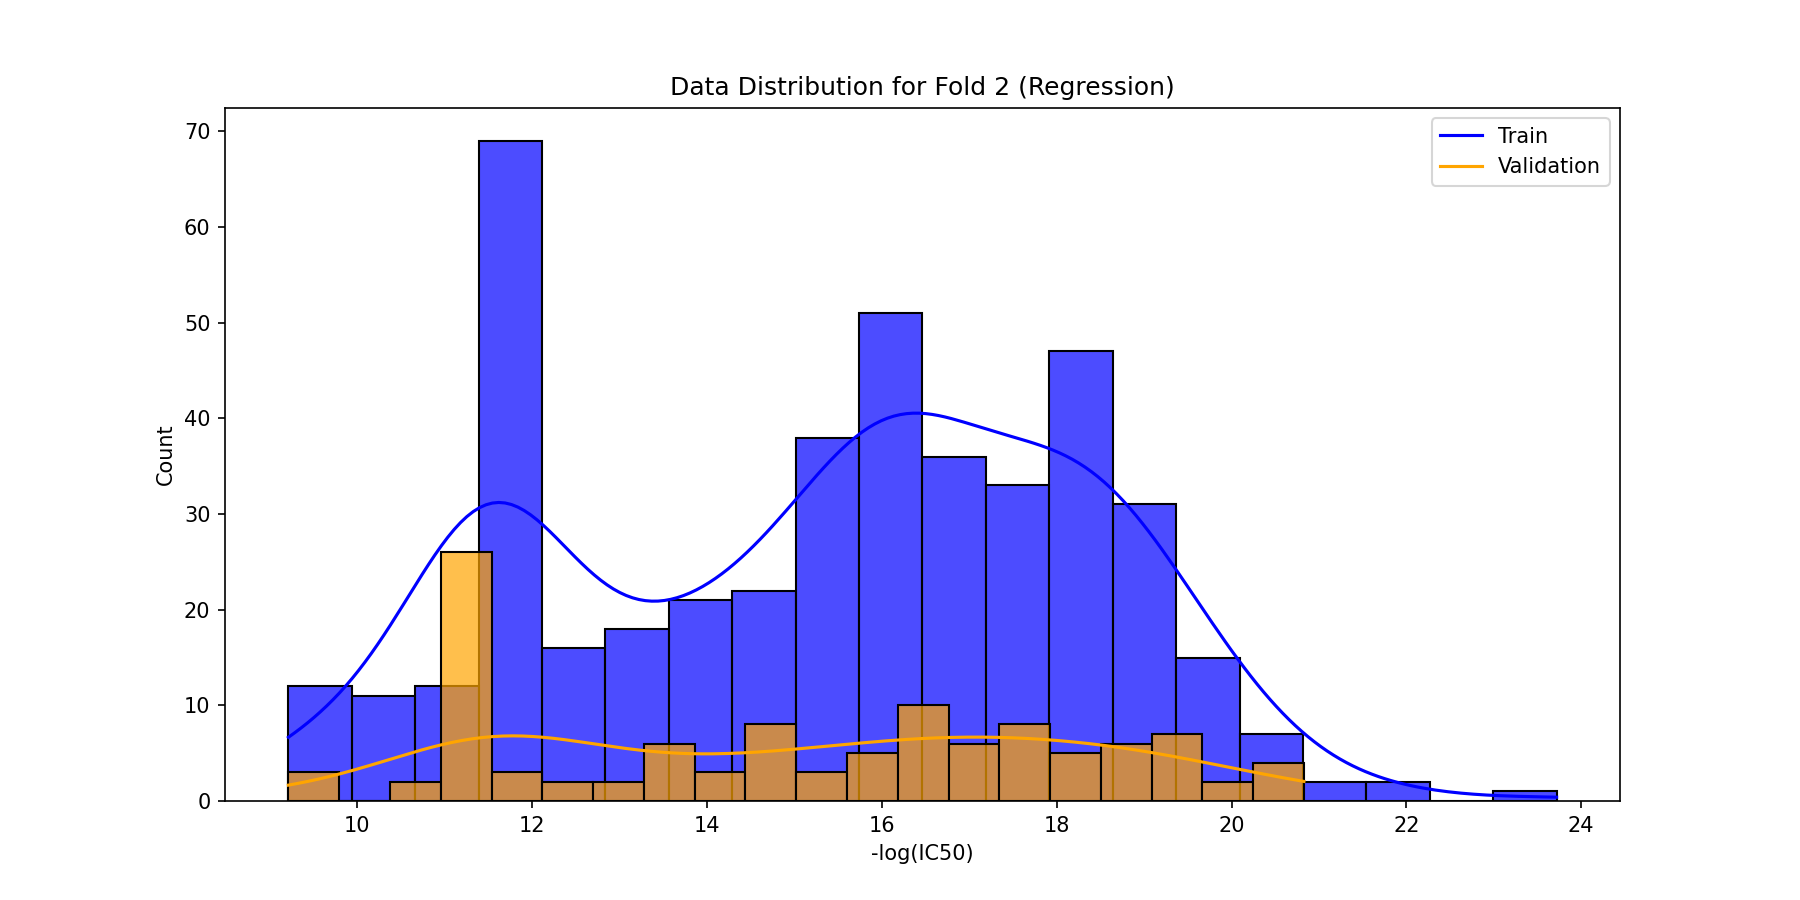 Data Distribution for Fold 2 (Regression)
Train
Validation
Count
70
60
50
40
30
20
10
0
10 12 14 16 18 20 22 24
-log(IC50)